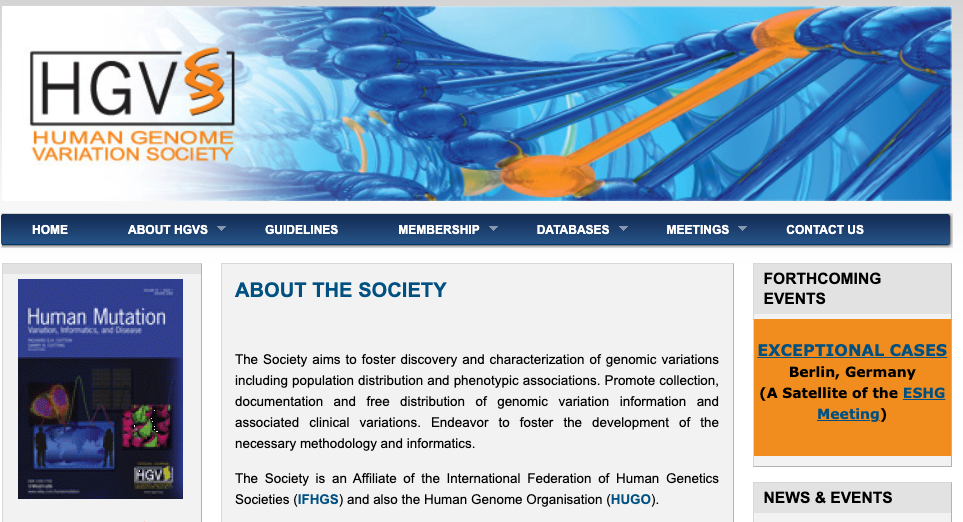 HGVS
HUMAN GENOME
VARIATION SOCIETY
HOME
ABOUT HGVS
GUIDELINES
MEMBERSHIP
DATABASES
MEETINGS
CONTACT US
Human Mutation
Variation, Informatics, and Disease
HGVS
ABOUT THE SOCIETY
The Society aims to foster discovery and characterization of genomic variations
including population distribution and phenotypic associations. Promote collection,
documentation and free distribution of genomic variation information and
associated clinical variations. Endeavor to foster the development of the
necessary methodology and informatics.
The Society is an Affiliate of the International Federation of Human Genetics
Societies (IFHGS) and also the Human Genome Organisation (HUGO).
FORTHCOMING
EVENTS
EXCEPTIONAL CASES
Berlin, Germany
(A Satellite of the ESHG
Meeting)
NEWS & EVENTS